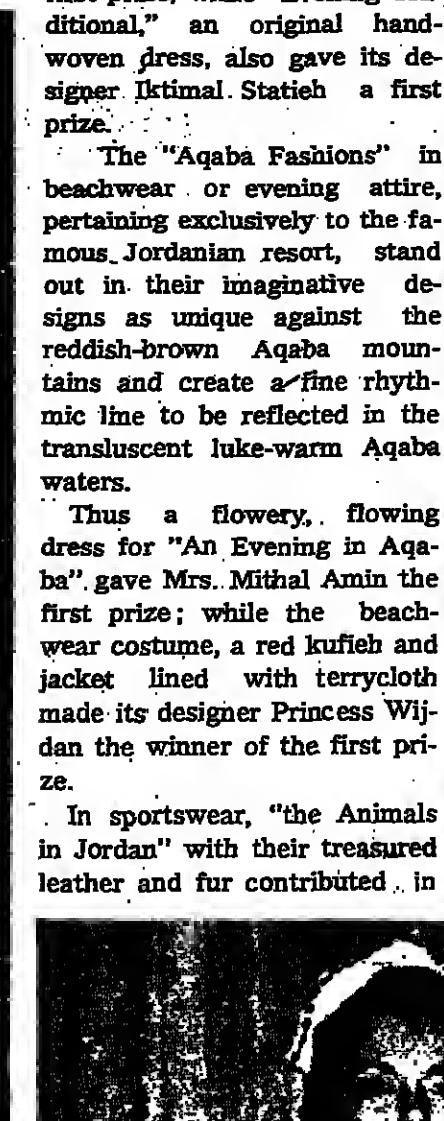 ditional," an original hand-
woven dress, also gave its de-
signer Iktimal Statieh a first
prize.
The "Aqaba Fashions" in
beachwear or evening attire,
pertaining exclusively to the fa-
mous Jordanian resort, stand
out in their imaginative de-
signs as unique against the
reddish-brown Aqaba moun-
tains and create a fine rhyth-
mic line to be reflected in the
transluscent luke-warm Aqaba
waters.
Thus a flowery, flowing
dress for "An Evening in Aqa-
ba" gave Mrs. Mithal Amin the
first prize; while the beach-
wear costume, a red kufieh and
jacket lined with terrycloth
made its designer Princess Wij-
dan the winner of the first pri-
ze.
In sportswear, "the Animals
in Jordan" with their treasured
leather and fur contributed in